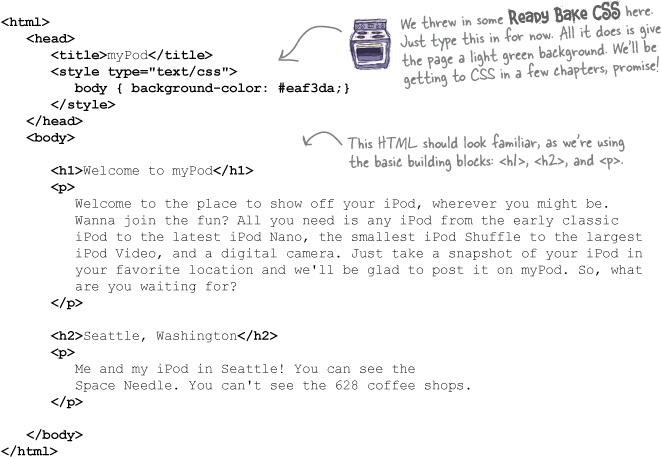 <html>
<head>
<title>myPod</title>
<style type="text/css">
body { background-color: #eaf3da;}
</style>
</head>
<body>
We threw in some Ready Bake CSS here.
Just type this in for now. All it does is give
the page a light green background. We'll be
getting to CSS in a few chapters, promise!
This HTML should look familiar, as we're using
the basic building blocks: <h1>, <h2>, and <p>.
<h1>Welcome to myPod</h1>
<p>
Welcome to the place to show off your iPod, wherever you might be.
Wanna join the fun? All you need is any iPod from the early classic
iPod to the latest iPod Nano, the smallest iPod Shuffle to the largest
iPod Video, and a digital camera. Just take a snapshot of your iPod in
your favorite location and we'll be glad to post it on myPod. So, what
are you waiting for?
</p>
<h2>Seattle, Washington</h2>
<p>
Me and my iPod in Seattle! You can see the
Space Needle. You can't see the 628 coffee shops.
</p>
</body>
</html>